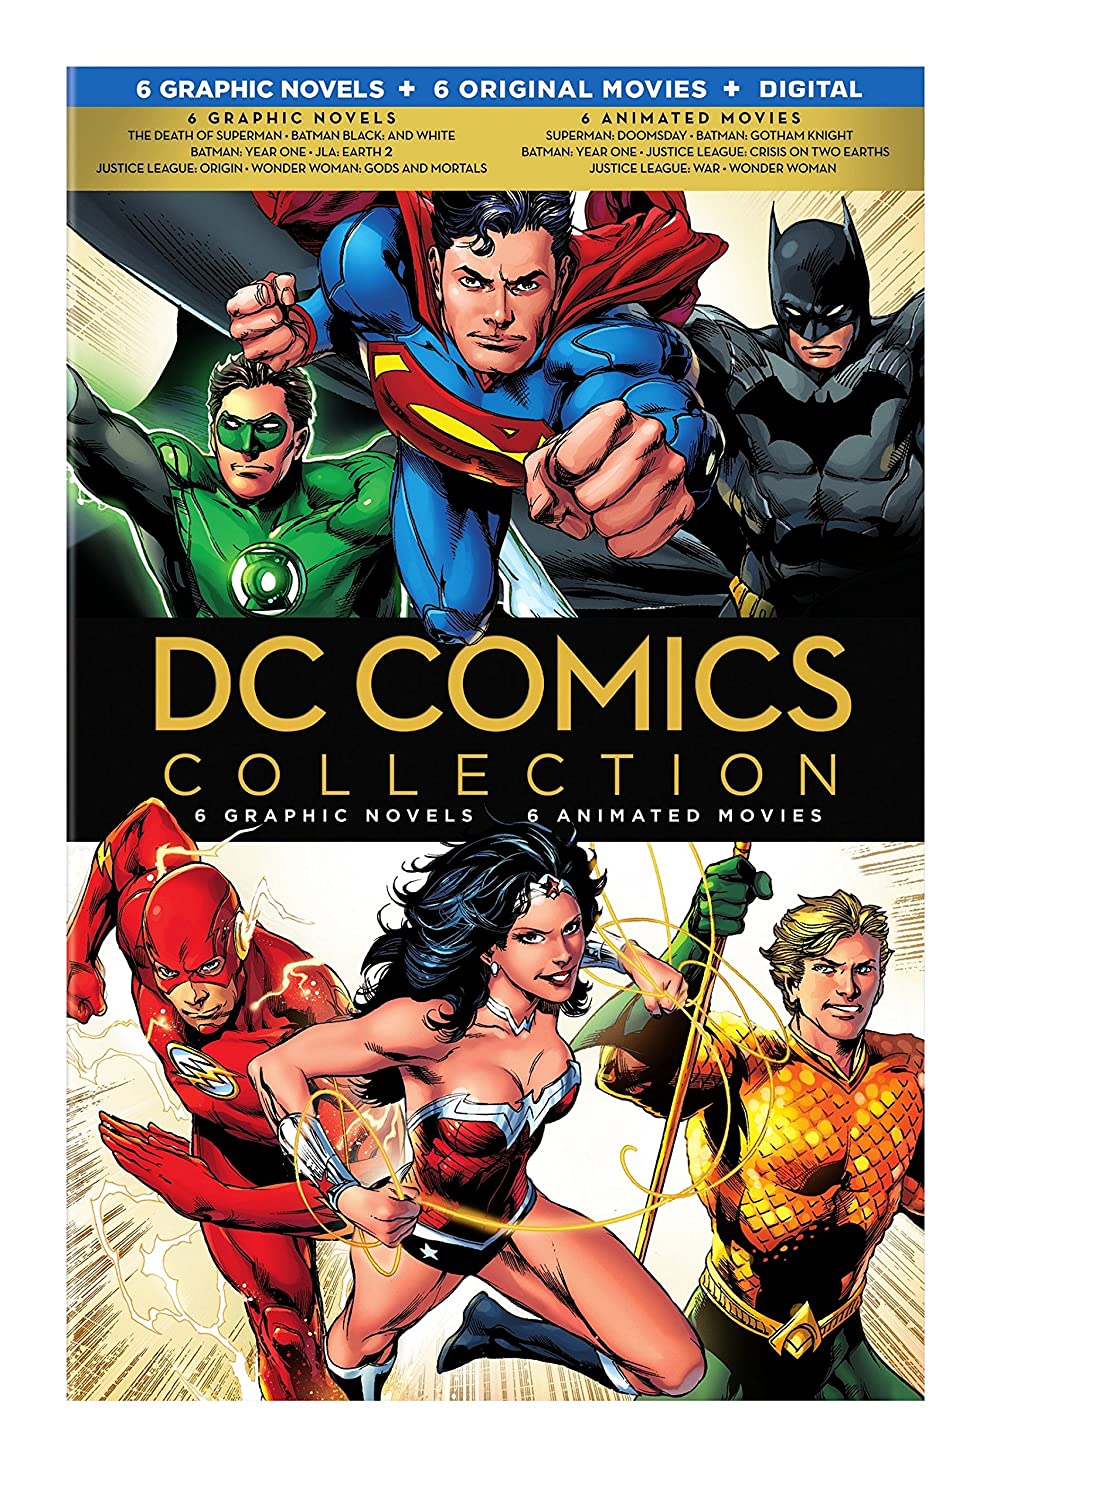 6 GRAPHIC NOVELS + 6 ORIGINAL MOVIES + DIGITAL
6 GRAPHIC NOVELS
THE DEATH OF SUPERMAN • BATMAN BLACK: AND WHITE
BATMAN: YEAR ONE • JLA: EARTH 2
JUSTICE LEAGUE: ORIGIN • WONDER WOMAN: GODS AND MORTALS
6 ANIMATED MOVIES
SUPERMAN: DOOMSDAY • BATMAN: GOTHAM KNIGHT
BATMAN: YEAR ONE • JUSTICE LEAGUE: CRISIS ON TWO EARTHS
JUSTICE LEAGUE: WAR • WONDER WOMAN
DC COMICS
COLLECTION
6 GRAPHIC NOVELS 6 ANIMATED MOVIES